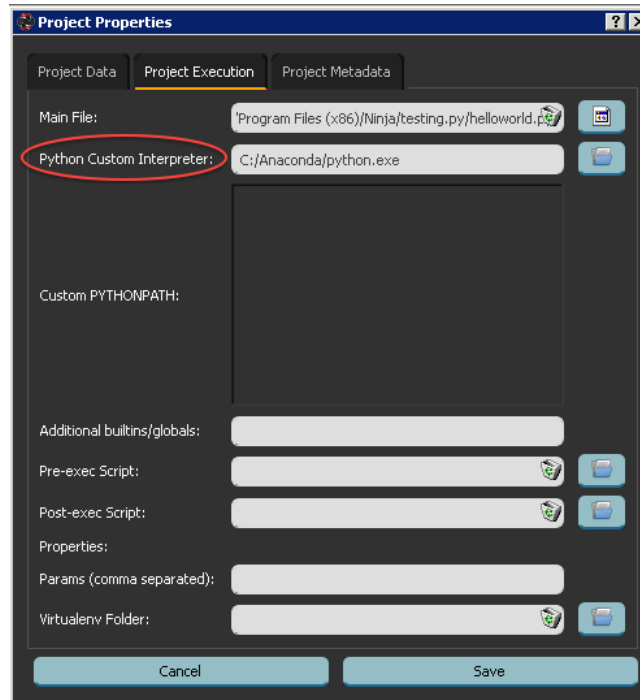 Project Properties
Project Data Project Execution Project Metadata
Main File: 'Program Files (x86)/Ninja/testing.py/helloworld.p
Python Custom Interpreter: C:/Anaconda/python.exe
Custom PYTHONPATH:
Additional builtins/globals:
Pre-exec Script:
Post-exec Script:
Properties:
Params (comma separated):
Virtualenv Folder:
Cancel Save